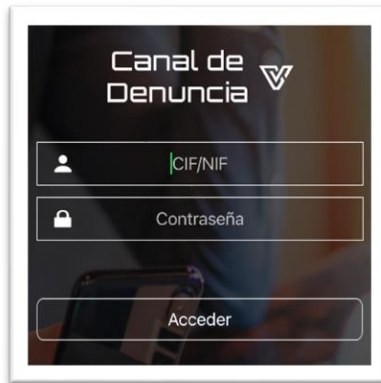 Canal de
Denuncia
CIF/NIF
Contraseña
Acceder